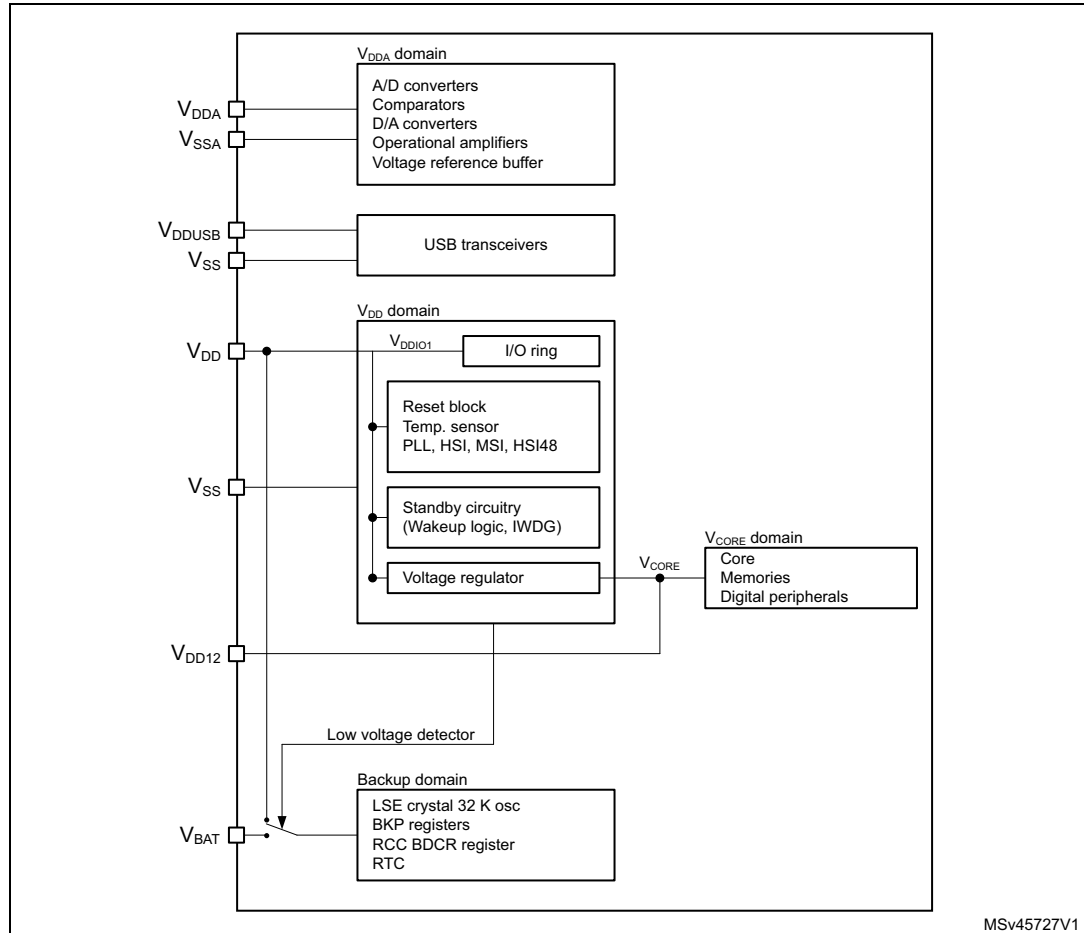 VDDA domain
A/D converters
Comparators
D/A converters
Operational amplifiers
Voltage reference buffer
VDDA
VSSA
VDDUSB
VSS
USB transceivers
VDD domain
VDD
VDDIO1
I/O ring
Reset block
Temp. sensor
PLL, HSI, MSI, HSI48
VSS
Standby circuitry
(Wakeup logic, IWDG)
Voltage regulator
VCORE
VCORE domain
Core
Memories
Digital peripherals
VDD12
Low voltage detector
Backup domain
LSE crystal 32 K osc
BKP registers
RCC BDCR register
RTC
VBAT
MSv45727V1